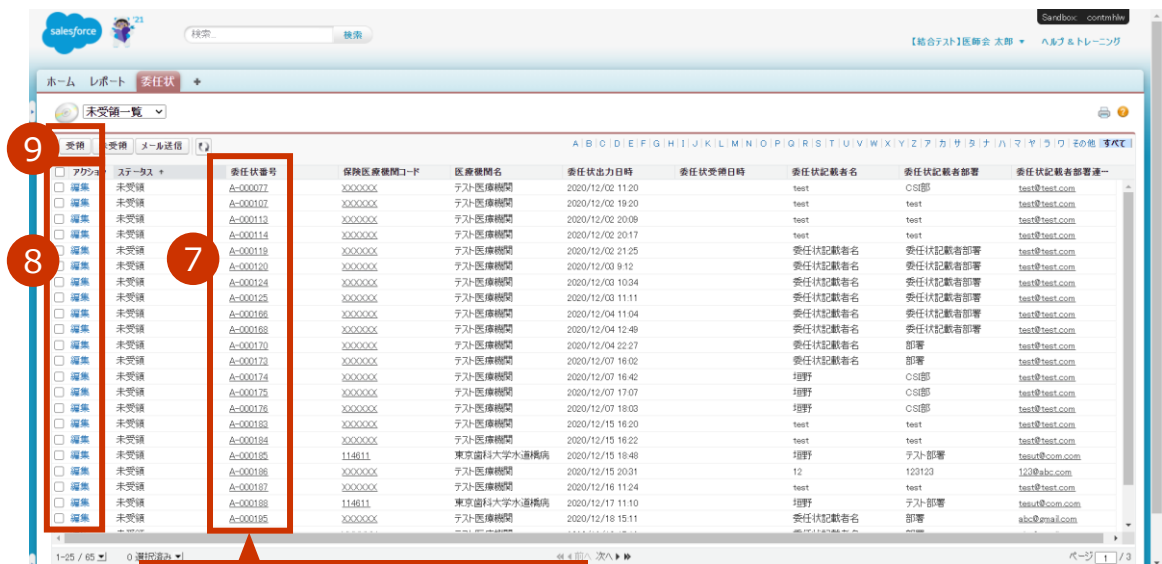 Sandbox: contmhlw
salesforce '21 検索... 検索 【結合テスト】医師会 太郎 ヘルプ & トレーニング
ホーム レポート 委任状 +
未受領一覧
9 受領 未受領 メール送信 A | B | C | D | E | F | G | H | I | J | K | L | M | N | O | P | Q | R | S | T | U | V | W | X | Y | Z | ア | カ | サ | タ | ナ | ハ | マ | ヤ | ラ | ワ | その他 すべて
アクション ステータス ↑ 委任状番号 保険医療機関コード 医療機関名 委任状出力日時 委任状受領日時 委任状記載者名 委任状記載者部署 委任状記載者部署連
編集 未受領 A-000077 XXXXXX テスト医療機関 2020/12/02 11:20 test CSI部 test@test.com
編集 未受領 A-000107 XXXXXX テスト医療機関 2020/12/02 19:20 test test test@test.com
編集 未受領 A-000113 XXXXXX テスト医療機関 2020/12/02 20:09 test test test@test.com
編集 未受領 A-000114 XXXXXX テスト医療機関 2020/12/02 20:17 test test test@test.com
編集 未受領 A-000119 XXXXXX テスト医療機関 2020/12/02 21:25 委任状記載者名 委任状記載者部署 test@test.com
8 7
編集 未受領 A-000120 XXXXXX テスト医療機関 2020/12/03 9:12 委任状記載者名 委任状記載者部署 test@test.com
編集 未受領 A-000124 XXXXXX テスト医療機関 2020/12/03 10:34 委任状記載者名 委任状記載者部署 test@test.com
編集 未受領 A-000125 XXXXXX テスト医療機関 2020/12/03 11:11 委任状記載者名 委任状記載者部署 test@test.com
編集 未受領 A-000166 XXXXXX テスト医療機関 2020/12/04 11:04 委任状記載者名 委任状記載者部署 test@test.com
編集 未受領 A-000168 XXXXXX テスト医療機関 2020/12/04 12:49 委任状記載者名 委任状記載者部署 test@test.com
編集 未受領 A-000170 XXXXXX テスト医療機関 2020/12/04 22:27 委任状記載者名 部署 test@test.com
編集 未受領 A-000173 XXXXXX テスト医療機関 2020/12/07 16:02 委任状記載者名 部署 test@test.com
編集 未受領 A-000174 XXXXXX テスト医療機関 2020/12/07 16:42 垣野 CSI部 test@test.com
編集 未受領 A-000175 XXXXXX テスト医療機関 2020/12/07 17:07 垣野 CSI部 test@test.com
編集 未受領 A-000176 XXXXXX テスト医療機関 2020/12/07 18:03 垣野 CSI部 test@test.com
編集 未受領 A-000183 XXXXXX テスト医療機関 2020/12/15 16:20 test test test@test.com
編集 未受領 A-000184 XXXXXX テスト医療機関 2020/12/15 16:22 test test test@test.com
編集 未受領 A-000185 114611 東京歯科大学水道橋病 2020/12/15 18:48 垣野 テスト部署 tesut@com.com
編集 未受領 A-000186 XXXXXX テスト医療機関 2020/12/15 20:31 12 123123 123@abc.com
編集 未受領 A-000187 XXXXXX テスト医療機関 2020/12/16 11:24 test test test@test.com
編集 未受領 A-000188 114611 東京歯科大学水道橋病 2020/12/17 11:10 垣野 テスト部署 tesut@com.com
編集 未受領 A-000195 XXXXXX テスト医療機関 2020/12/18 15:11 委任状記載者名 部署 abc@gmail.com
1-25 / 65 0 選択済み 前へ 次へ ページ 1 / 3